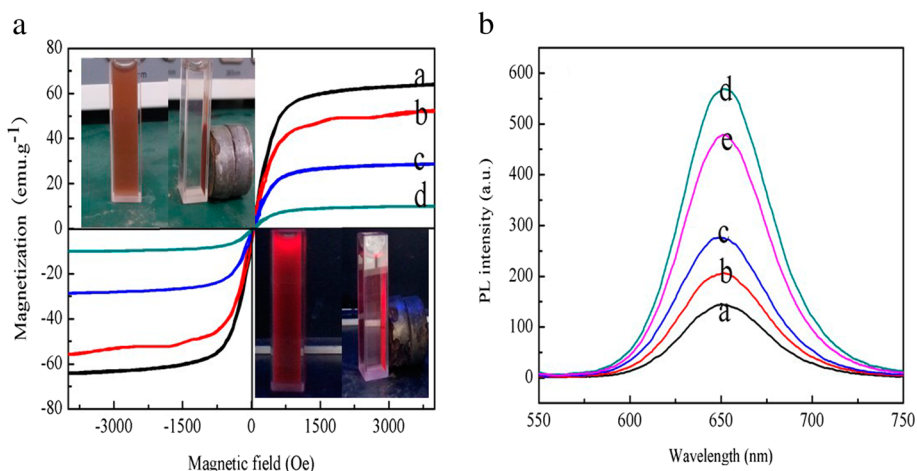 a
80
60
40
20
0
-20
-40
-60
-80
Magnetization (emu.g-1)
-3000 -1500 0 1500 3000
Magnetic field (Oe)
a
b
c
d
b
600
500
450
300
200
100
0
PL intensity (a.u.)
550 600 650 700 750
Wavelength (nm)
d
e
c
b
a